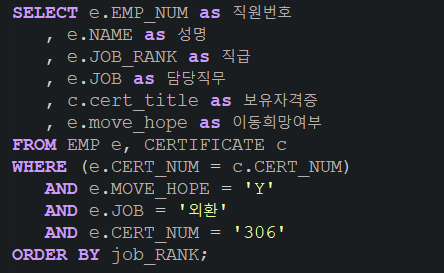 SELECT e.EMP_NUM as 직원번호
, e.NAME as 성명
, e.JOB_RANK as 직급
, e.JOB as 담당직무
, c.cert_title as 보유자격증
, e.move_hope as 이동희망여부
FROM EMP e, CERTIFICATE c
WHERE (e.CERT_NUM = c.CERT_NUM)
AND e.MOVE_HOPE = 'Y'
AND e.JOB = '외환'
AND e.CERT_NUM = '306'
ORDER BY job_RANK;